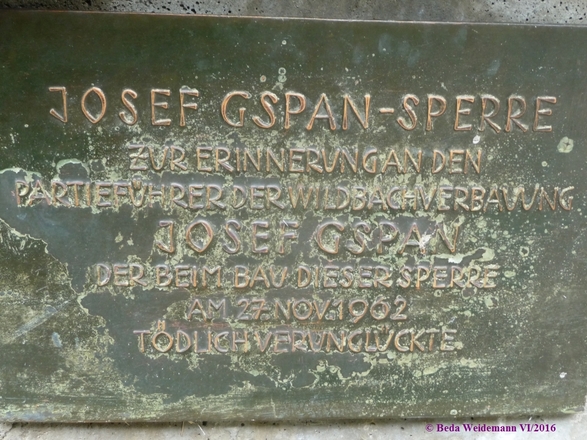 JOSEF GSPAN-SPERRE
ZUR ERINNERUNG AN DEN
PARTIEFÜHRER DER WILDBACHVERBAUUNG
JOSEF GSPAN
DER BEIM BAU DIESER SPERRE
AM 27. NOV. 1962
TÖDLICH VERUNGLÜCKTE.
© Beda Weidemann VI/2016